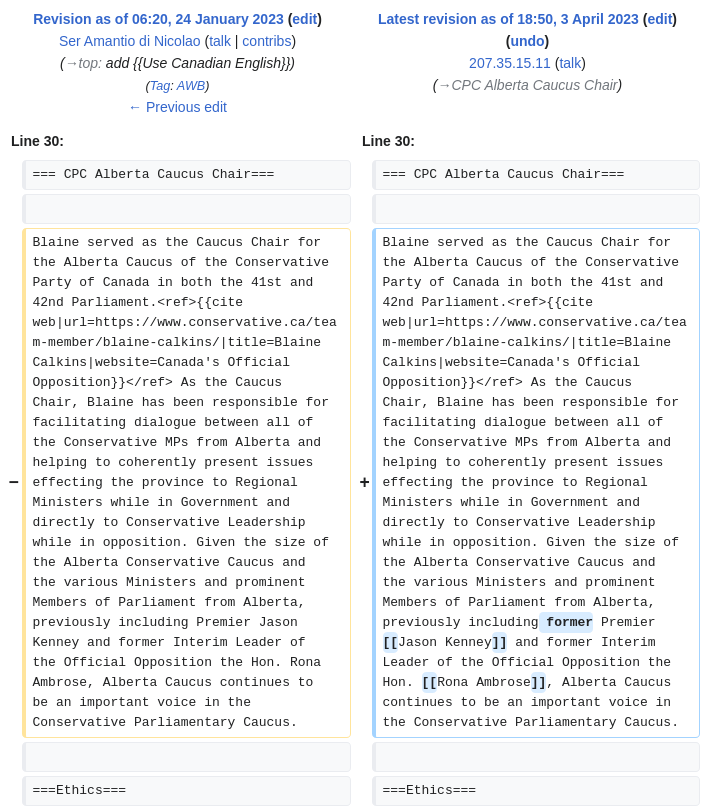 Revision as of 06:20, 24 January 2023 (edit)
Ser Amantio di Nicolao (talk | contribs)
(→top: add {{Use Canadian English}})
(Tag: AWB)
← Previous edit
Latest revision as of 18:50, 3 April 2023 (edit)
(undo)
207.35.15.11 (talk)
(→CPC Alberta Caucus Chair)
Line 30:
Line 30:
=== CPC Alberta Caucus Chair===
=== CPC Alberta Caucus Chair===
−
Blaine served as the Caucus Chair for
the Alberta Caucus of the Conservative
Party of Canada in both the 41st and
42nd Parliament.<ref>{{cite
web|url=https://www.conservative.ca/tea
m-member/blaine-calkins/|title=Blaine
Calkins|website=Canada's Official
Opposition}}</ref> As the Caucus
Chair, Blaine has been responsible for
facilitating dialogue between all of
the Conservative MPs from Alberta and
helping to coherently present issues
effecting the province to Regional
Ministers while in Government and
directly to Conservative Leadership
while in opposition. Given the size of
the Alberta Conservative Caucus and
the various Ministers and prominent
Members of Parliament from Alberta,
previously including Premier Jason
Kenney and former Interim Leader of
the Official Opposition the Hon. Rona
Ambrose, Alberta Caucus continues to
be an important voice in the
Conservative Parliamentary Caucus.
+
Blaine served as the Caucus Chair for
the Alberta Caucus of the Conservative
Party of Canada in both the 41st and
42nd Parliament.<ref>{{cite
web|url=https://www.conservative.ca/tea
m-member/blaine-calkins/|title=Blaine
Calkins|website=Canada's Official
Opposition}}</ref> As the Caucus
Chair, Blaine has been responsible for
facilitating dialogue between all of
the Conservative MPs from Alberta and
helping to coherently present issues
effecting the province to Regional
Ministers while in Government and
directly to Conservative Leadership
while in opposition. Given the size of
the Alberta Conservative Caucus and
the various Ministers and prominent
Members of Parliament from Alberta,
previously including former Premier
[[Jason Kenney]] and former Interim
Leader of the Official Opposition the
Hon. [[Rona Ambrose]], Alberta Caucus
continues to be an important voice in
the Conservative Parliamentary Caucus.
===Ethics===
===Ethics===